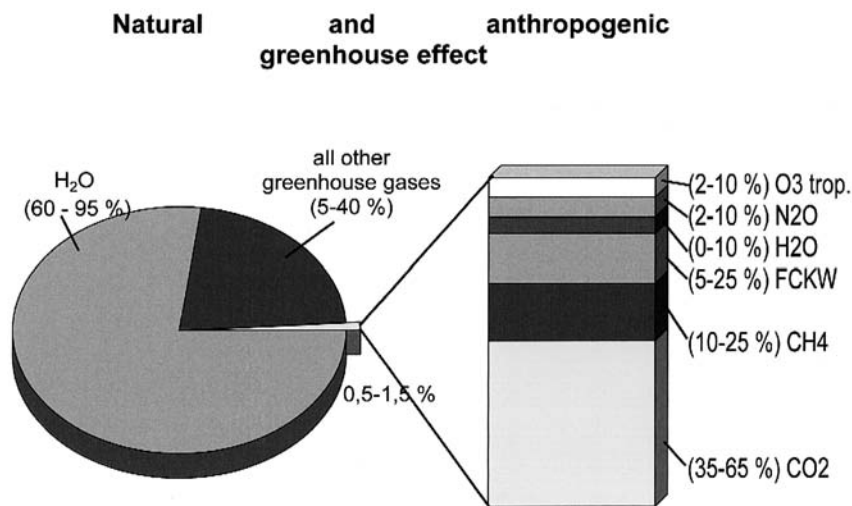 Natural and anthropogenic
greenhouse effect
H₂O
(60 - 95 %)
all other
greenhouse gases
(5-40 %)
0,5-1,5 %
(2-10 %) O3 trop.
(2-10 %) N2O
(0-10 %) H2O
(5-25 %) FCKW
(10-25 %) CH4
(35-65 %) CO2